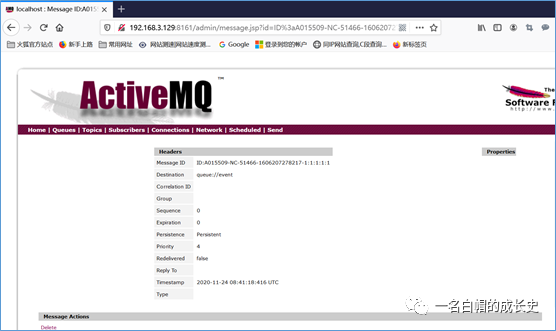 localhost : Message ID:A015509-NC
192.168.3.129:8161/admin/message.jsp?id=ID%3aA015509-NC-51466-16062072
火狐官方站点 新手上路 常用网址 网站测速|网站速度测... Google 登录到您的帐户 同IP网站查询,C段查询... 新标签页
ActiveMQ™
The
Software F
http://www.
Home | Queues | Topics | Subscribers | Connections | Network | Scheduled | Send
Headers Properties
Message ID ID:A015509-NC-51466-1606207278217-1:1:1:1:1
Destination queue://event
Correlation ID
Group
Sequence 0
Expiration 0
Persistence Persistent
Priority 4
Redelivered false
Reply To
Timestamp 2020-11-24 08:41:18:416 UTC
Type
Message Actions
Delete
一名白帽的成长史